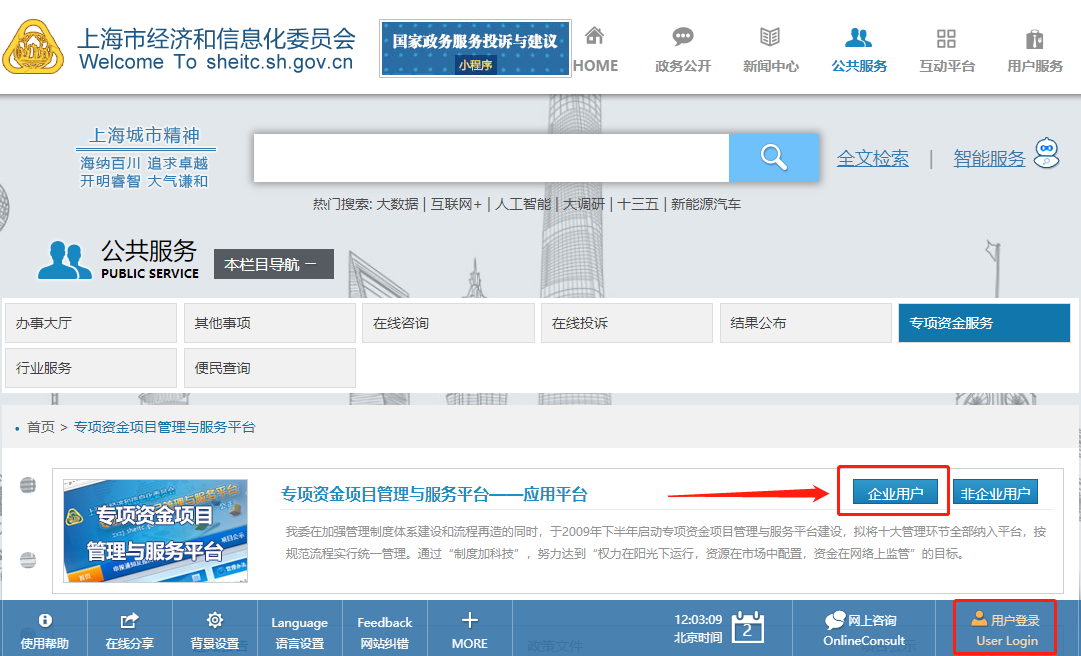 上海市经济和信息化委员会
Welcome To sheitc.sh.gov.cn
国家政务服务投诉与建议
小程序
HOME
政务公开
新闻中心
公共服务
互动平台
用户服务
上海城市精神
海纳百川 追求卓越
开明睿智 大气谦和
全文检索 | 智能服务
热门搜索: 大数据 | 互联网+ | 人工智能 | 大调研 | 十三五 | 新能源汽车
公共服务
PUBLIC SERVICE
本栏目导航 一
办事大厅
其他事项
在线咨询
在线投诉
结果公布
专项资金服务
行业服务
便民查询
首页 > 专项资金项目管理与服务平台
专项资金项目
管理与服务平台
专项资金项目管理与服务平台——应用平台
企业用户
非企业用户
我委在加强管理制度体系建设和流程再造的同时，于2009年下半年启动专项资金项目管理与服务平台建设，拟将十大管理环节全部纳入平台，按
规范流程实行统一管理。通过“制度加科技”，努力达到“权力在阳光下运行，资源在市场中配置，资金在网络上监管”的目标。
使用帮助
在线分享
背景设置
Language
语言设置
Feedback
网站纠错
MORE
政策文件
12:03:09
北京时间
2
网上咨询
OnlineConsult
用户登录
User Login